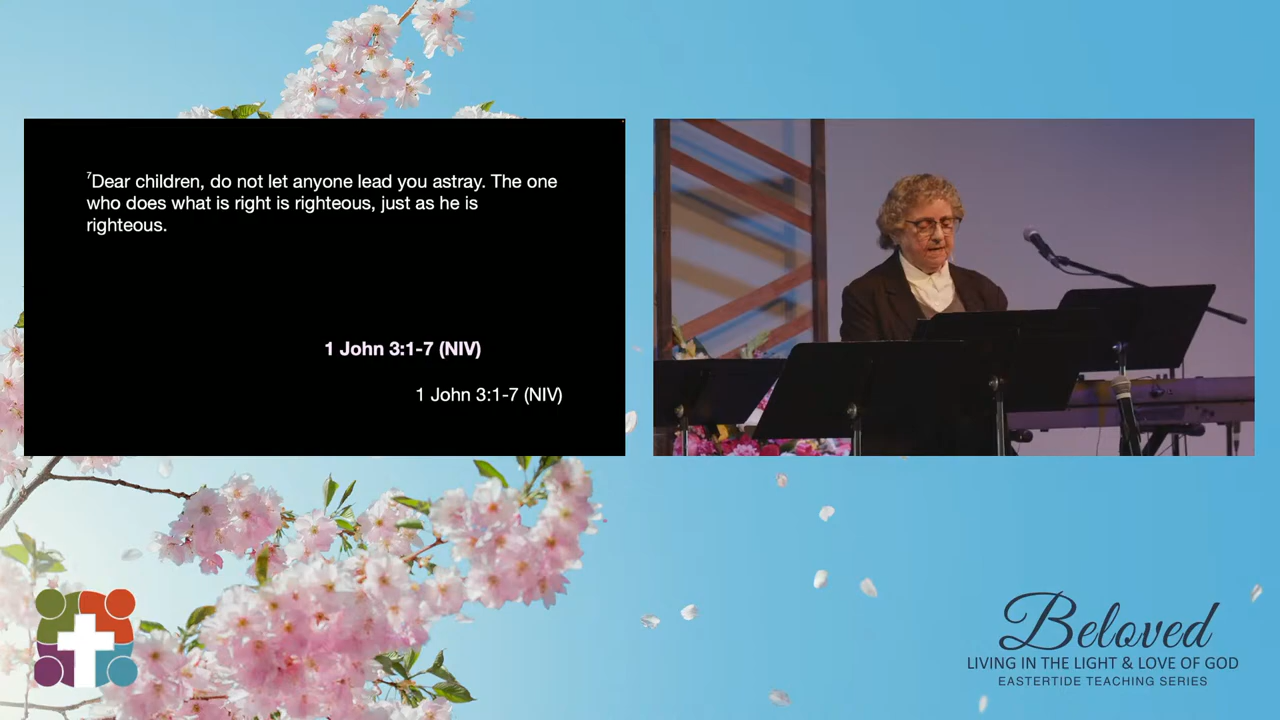 ⁷Dear children, do not let anyone lead you astray. The one
who does what is right is righteous, just as he is
righteous.
1 John 3:1-7 (NIV)
1 John 3:1-7 (NIV)
Beloved
LIVING IN THE LIGHT & LOVE OF GOD
EASTERTIDE TEACHING SERIES